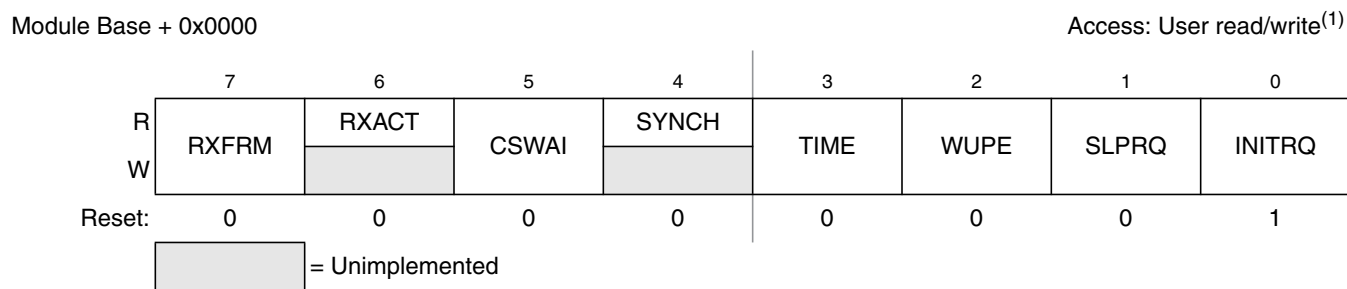 Module Base + 0x0000 Access: User read/write(1)
7 6 5 4 3 2 1 0
R RXFRM RXACT CSWAI SYNCH TIME WUPE SLPRQ INITRQ
W
Reset: 0 0 0 0 0 0 0 1
= Unimplemented